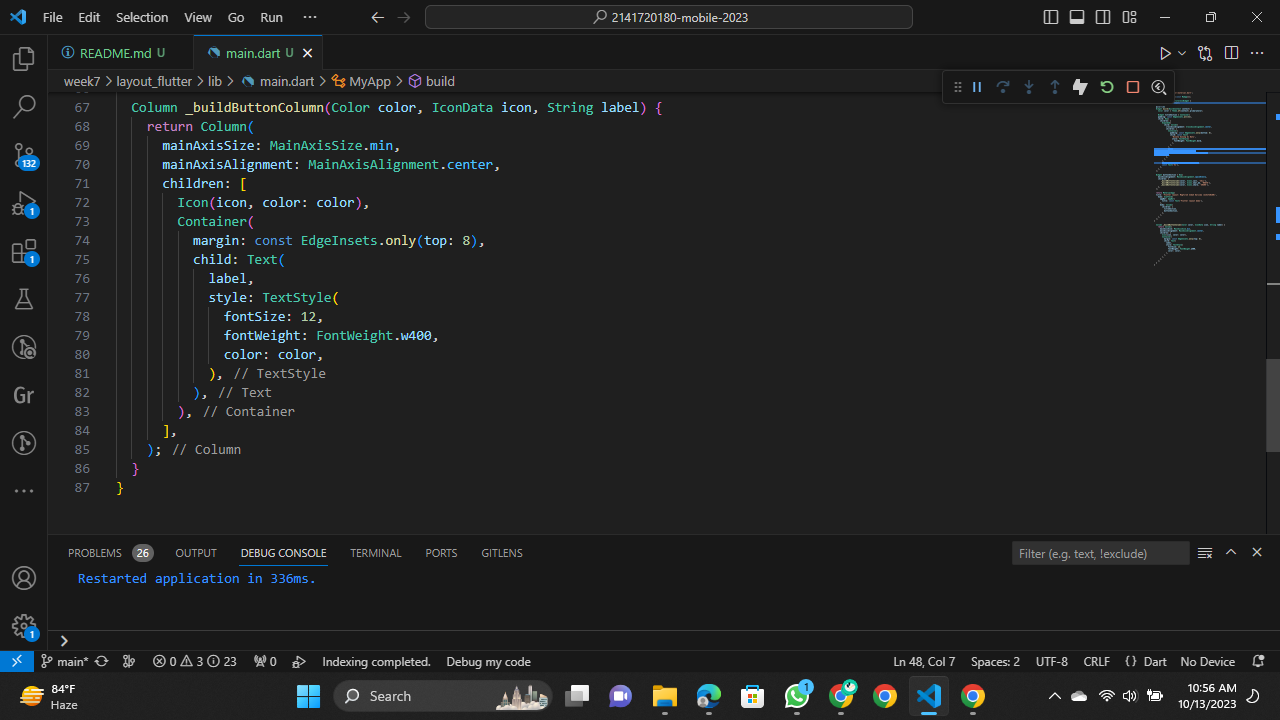 File Edit Selection View Go Run ··· 2141720180-mobile-2023
README.md U main.dart U
week7 > layout_flutter > lib > main.dart > MyApp > build
67 Column _buildButtonColumn(Color color, IconData icon, String label) {
68 return Column(
69 mainAxisSize: MainAxisSize.min,
70 mainAxisAlignment: MainAxisAlignment.center,
71 children: [
72 Icon(icon, color: color),
73 Container(
74 margin: const EdgeInsets.only(top: 8),
75 child: Text(
76 label,
77 style: TextStyle(
78 fontSize: 12,
79 fontWeight: FontWeight.w400,
80 color: color,
81 ), // TextStyle
82 ), // Text
83 ), // Container
84 ],
85 ); // Column
86 }
87 }
132
1
1
Gr
1
PROBLEMS 26 OUTPUT DEBUG CONSOLE TERMINAL PORTS GITLENS Filter (e.g. text, !exclude)
Restarted application in 336ms.
main* 0 3 23 0 Indexing completed. Debug my code Ln 48, Col 7 Spaces: 2 UTF-8 CRLF {} Dart No Device
84°F
Haze
Search
1
10:56 AM
10/13/2023